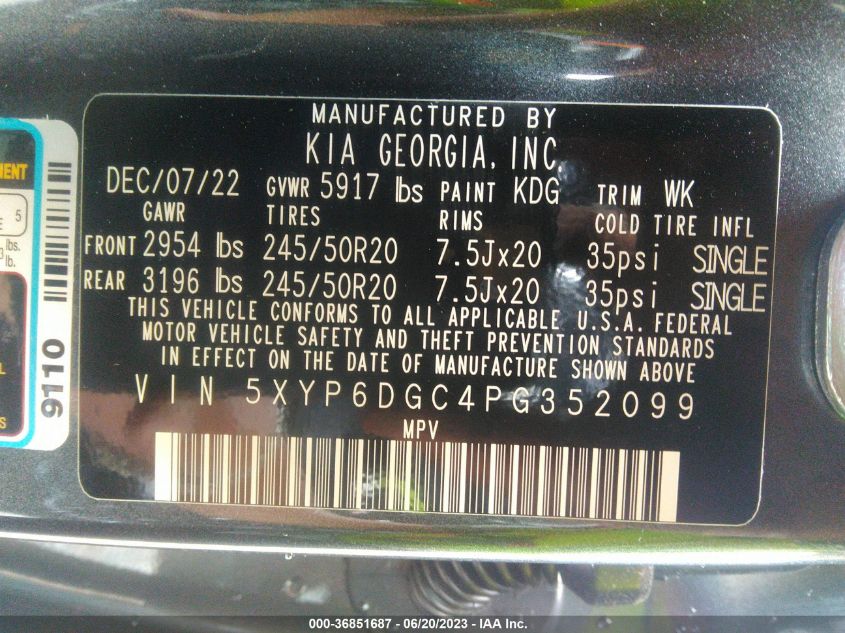 MANUFACTURED BY
KIA GEORGIA, INC
DEC/07/22 GVWR 5917 lbs PAINT KDG TRIM WK
GAWR TIRES RIMS COLD TIRE INFL
FRONT 2954 lbs 245/50R20 7.5Jx20 35psi SINGLE
REAR 3196 lbs 245/50R20 7.5Jx20 35psi SINGLE
THIS VEHICLE CONFORMS TO ALL APPLICABLE U.S.A. FEDERAL
MOTOR VEHICLE SAFETY AND THEFT PREVENTION STANDARDS
IN EFFECT ON THE DATE OF MANUFACTURE SHOWN ABOVE
VIN 5XYP6DGC4PG352099
MPV
5
lbs.
lb.
9110
000-36851687 - 06/20/2023 - IAA Inc.